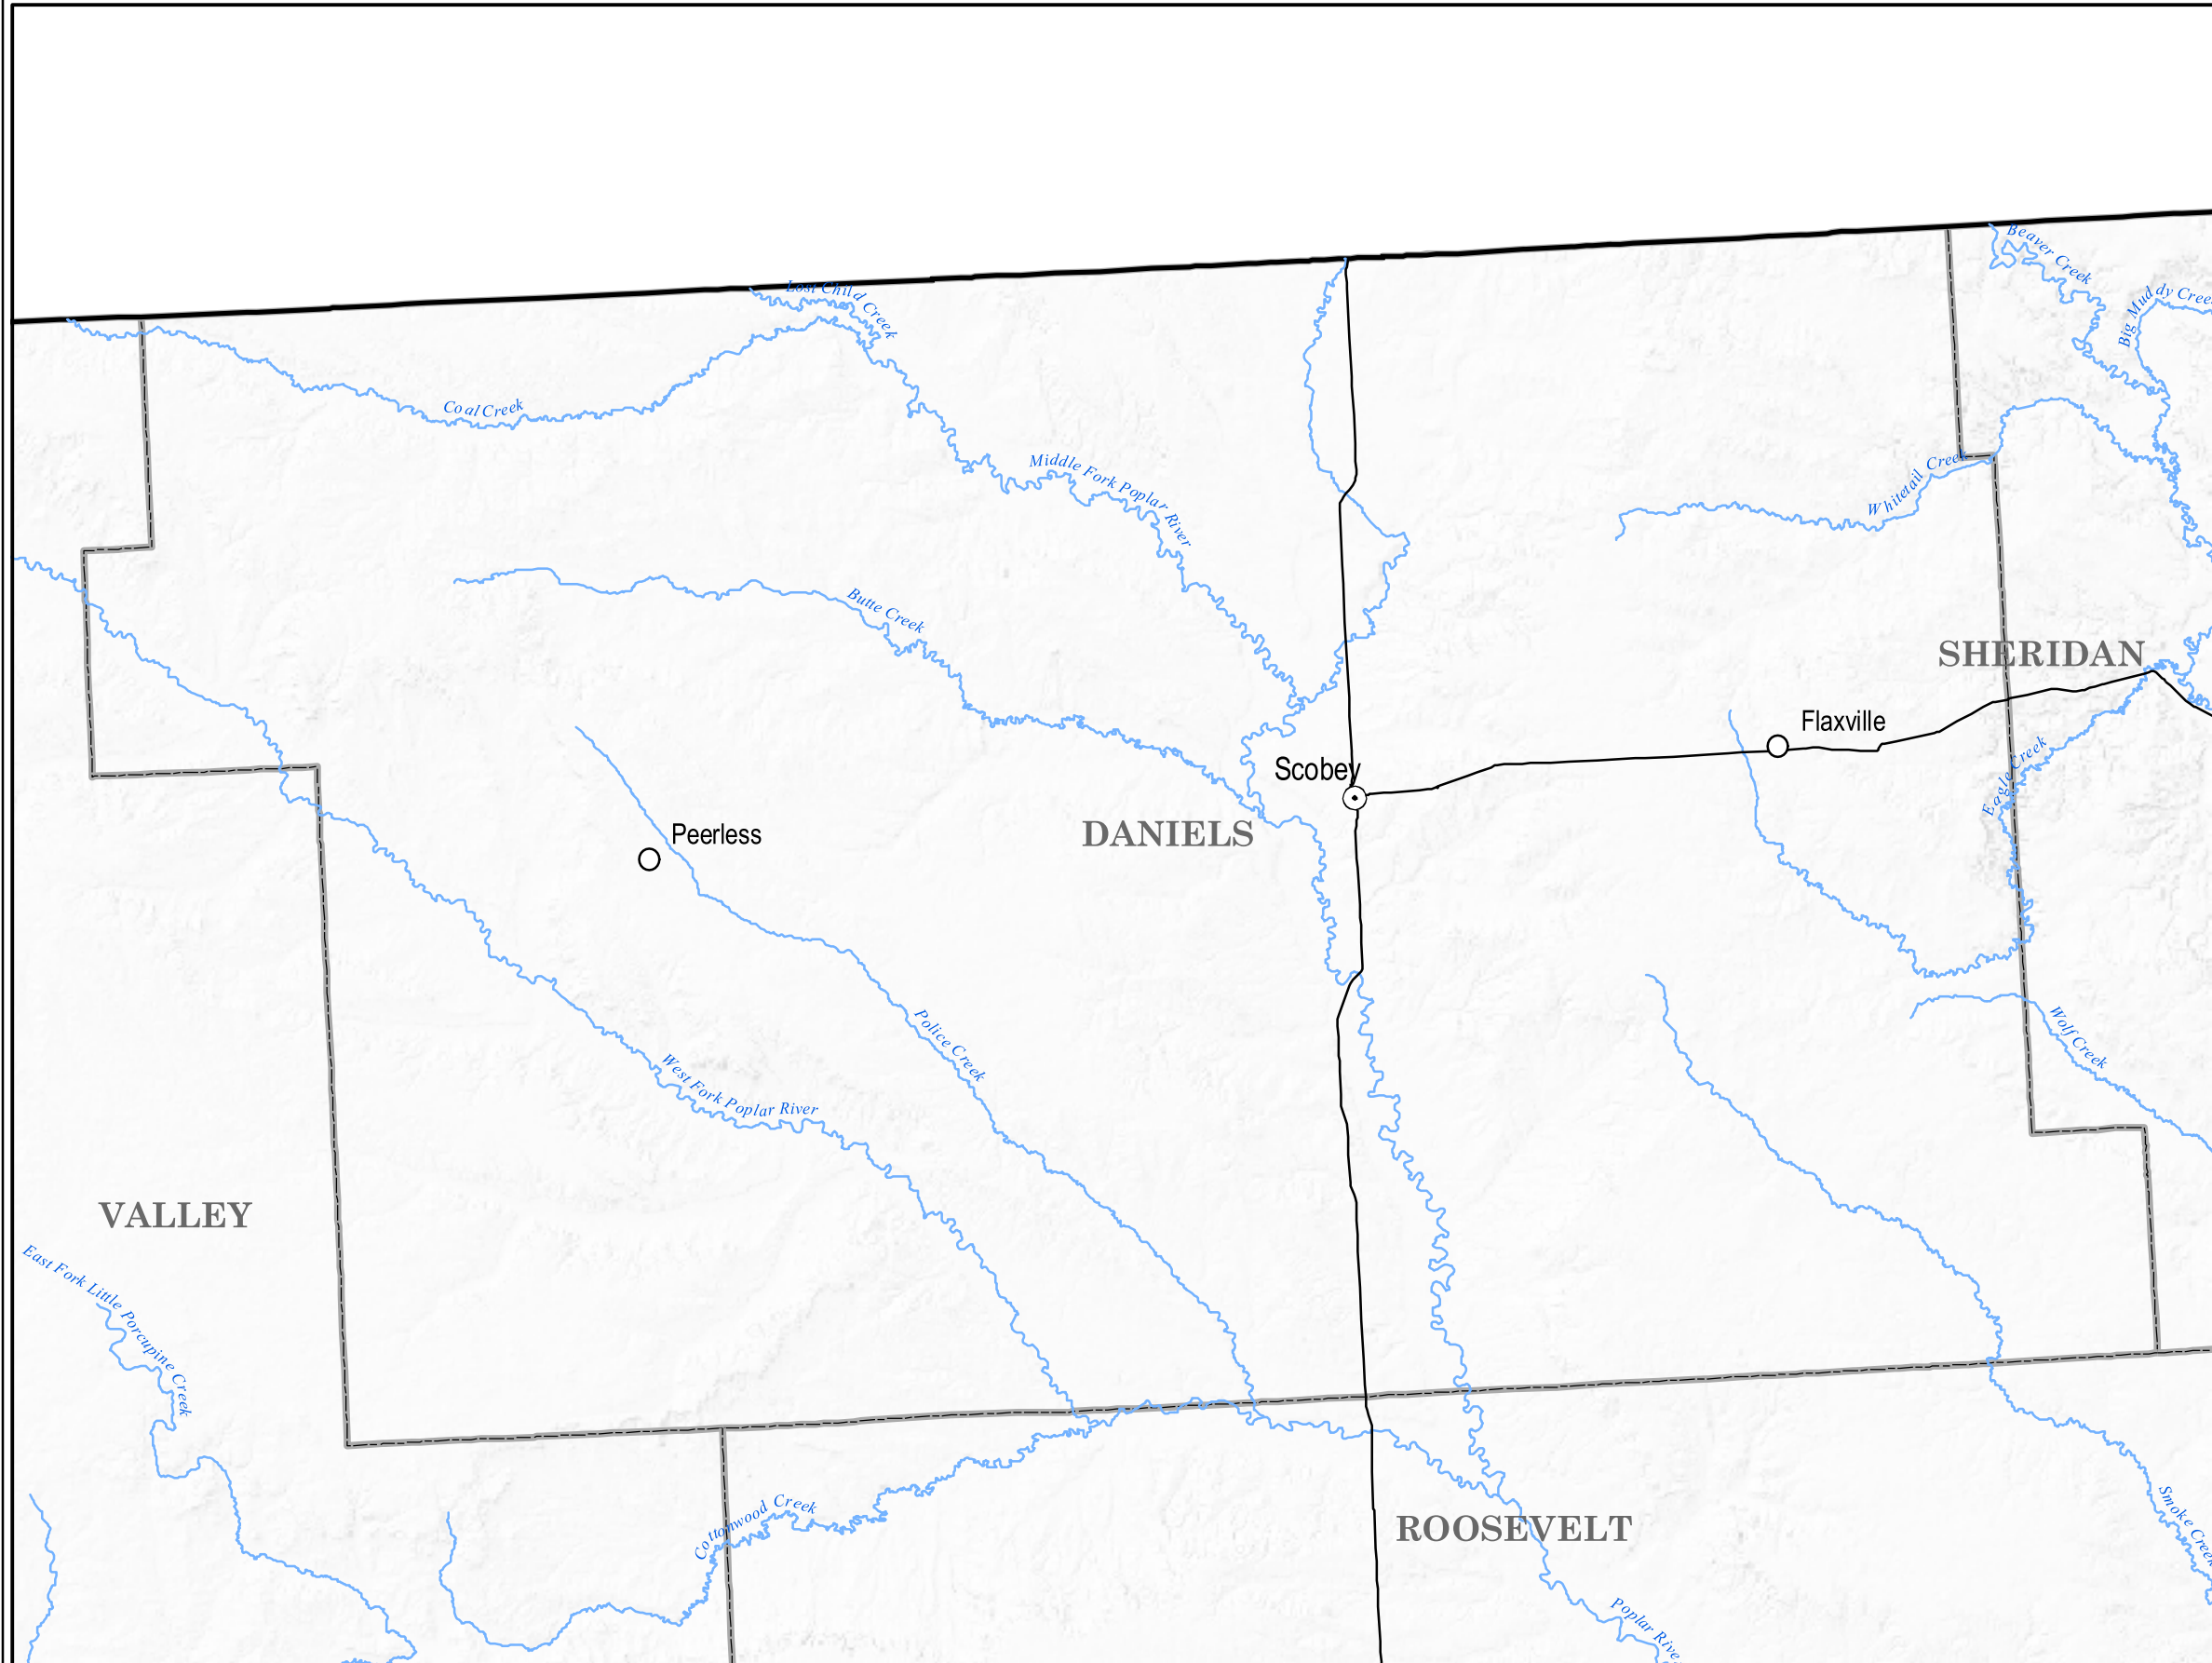 Beaver Creek
Lost Child Creek
Big Muddy Cree
Coal Creek
Middle Fork Poplar River
Whitetail Creek
Butte Creek
SHERIDAN
Flaxville
Eagle Creek
Scobey
Peerless
DANIELS
Police Creek
Wolf Creek
West Fork Poplar River
VALLEY
East Fork Little Porcupine Creek
Cottonwood Creek
Smoke Creek
ROOSEVELT
Poplar Rive